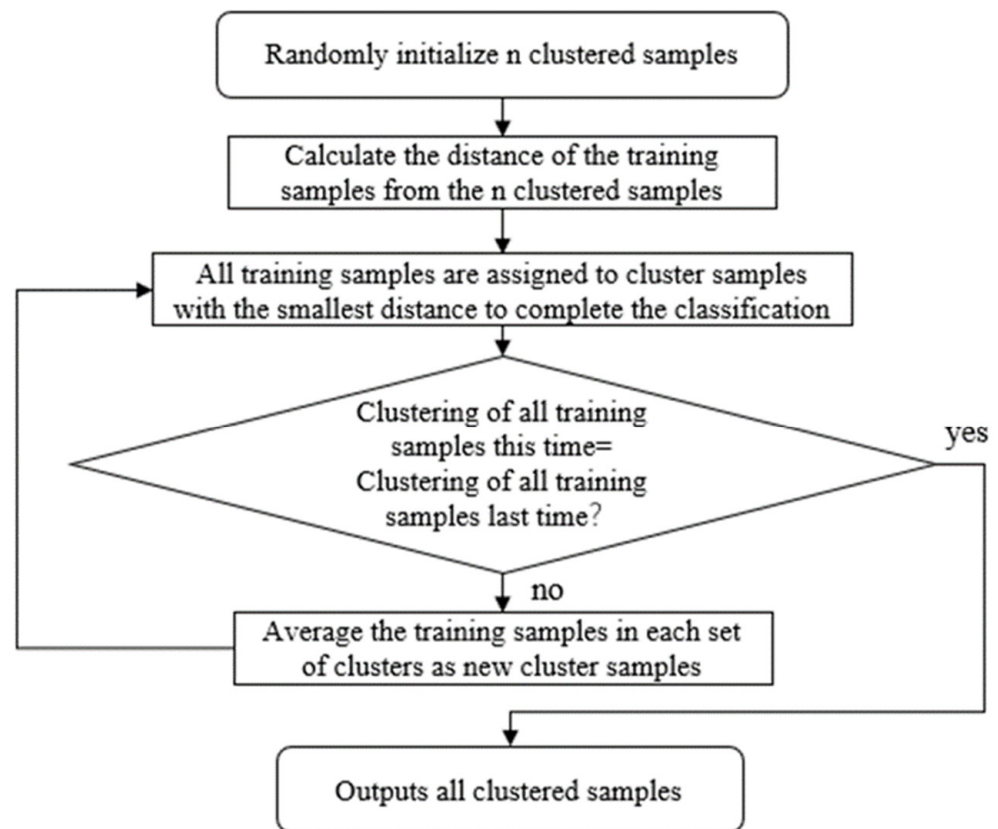 Randomly initialize n clustered samples
Calculate the distance of the training
samples from the n clustered samples
All training samples are assigned to cluster samples
with the smallest distance to complete the classification
Clustering of all training
samples this time=
Clustering of all training
samples last time?
yes
no
Average the training samples in each set
of clusters as new cluster samples
Outputs all clustered samples